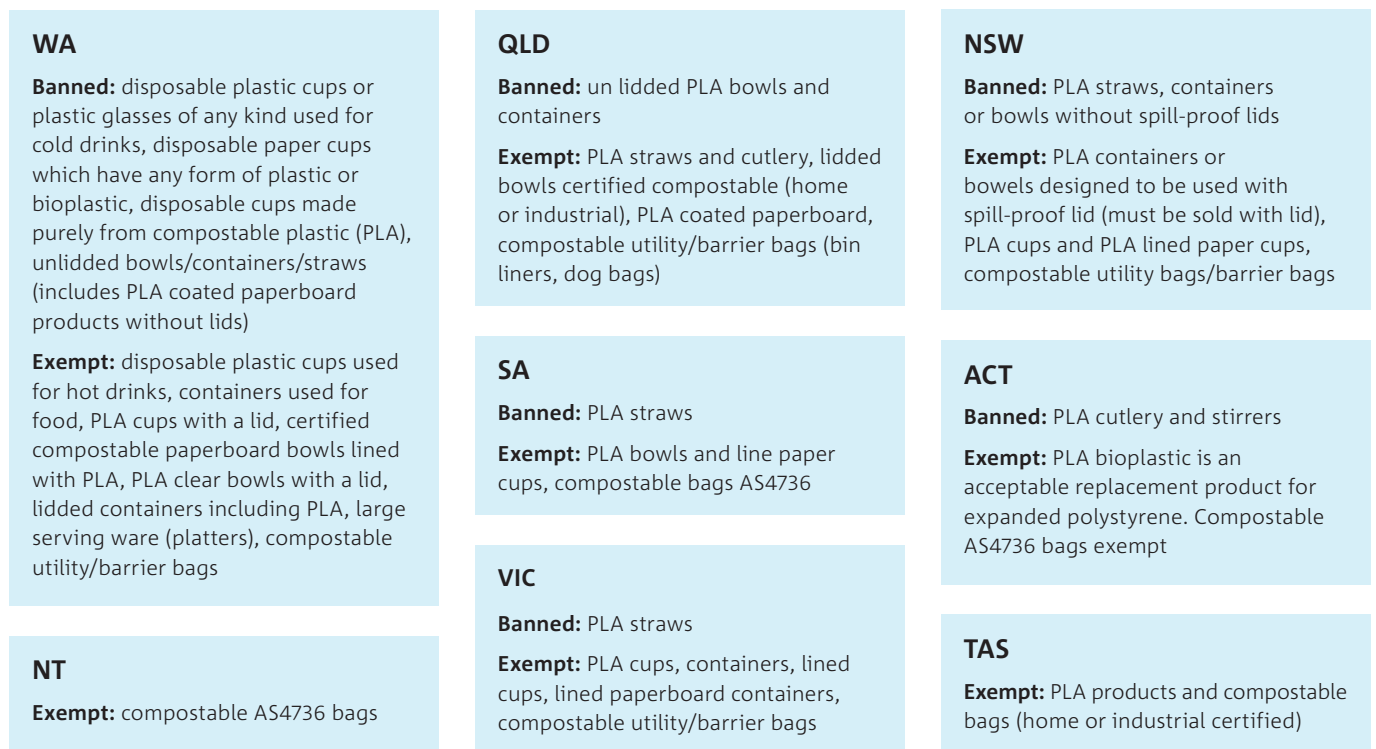 WA
Banned: disposable plastic cups or
plastic glasses of any kind used for
cold drinks, disposable paper cups
which have any form of plastic or
bioplastic, disposable cups made
purely from compostable plastic (PLA),
unlidded bowls/containers/straws
(includes PLA coated paperboard
products without lids)
Exempt: disposable plastic cups used
for hot drinks, containers used for
food, PLA cups with a lid, certified
compostable paperboard bowls lined
with PLA, PLA clear bowls with a lid,
lidded containers including PLA, large
serving ware (platters), compostable
utility/barrier bags
NT
Exempt: compostable AS4736 bags
QLD
Banned: un lidded PLA bowls and
containers
Exempt: PLA straws and cutlery, lidded
bowls certified compostable (home
or industrial), PLA coated paperboard,
compostable utility/barrier bags (bin
liners, dog bags)
SA
Banned: PLA straws
Exempt: PLA bowls and line paper
cups, compostable bags AS4736
VIC
Banned: PLA straws
Exempt: PLA cups, containers, lined
cups, lined paperboard containers,
compostable utility/barrier bags
NSW
Banned: PLA straws, containers
or bowls without spill-proof lids
Exempt: PLA containers or
bowels designed to be used with
spill-proof lid (must be sold with lid),
PLA cups and PLA lined paper cups,
compostable utility bags/barrier bags
ACT
Banned: PLA cutlery and stirrers
Exempt: PLA bioplastic is an
acceptable replacement product for
expanded polystyrene. Compostable
AS4736 bags exempt
TAS
Exempt: PLA products and compostable
bags (home or industrial certified)